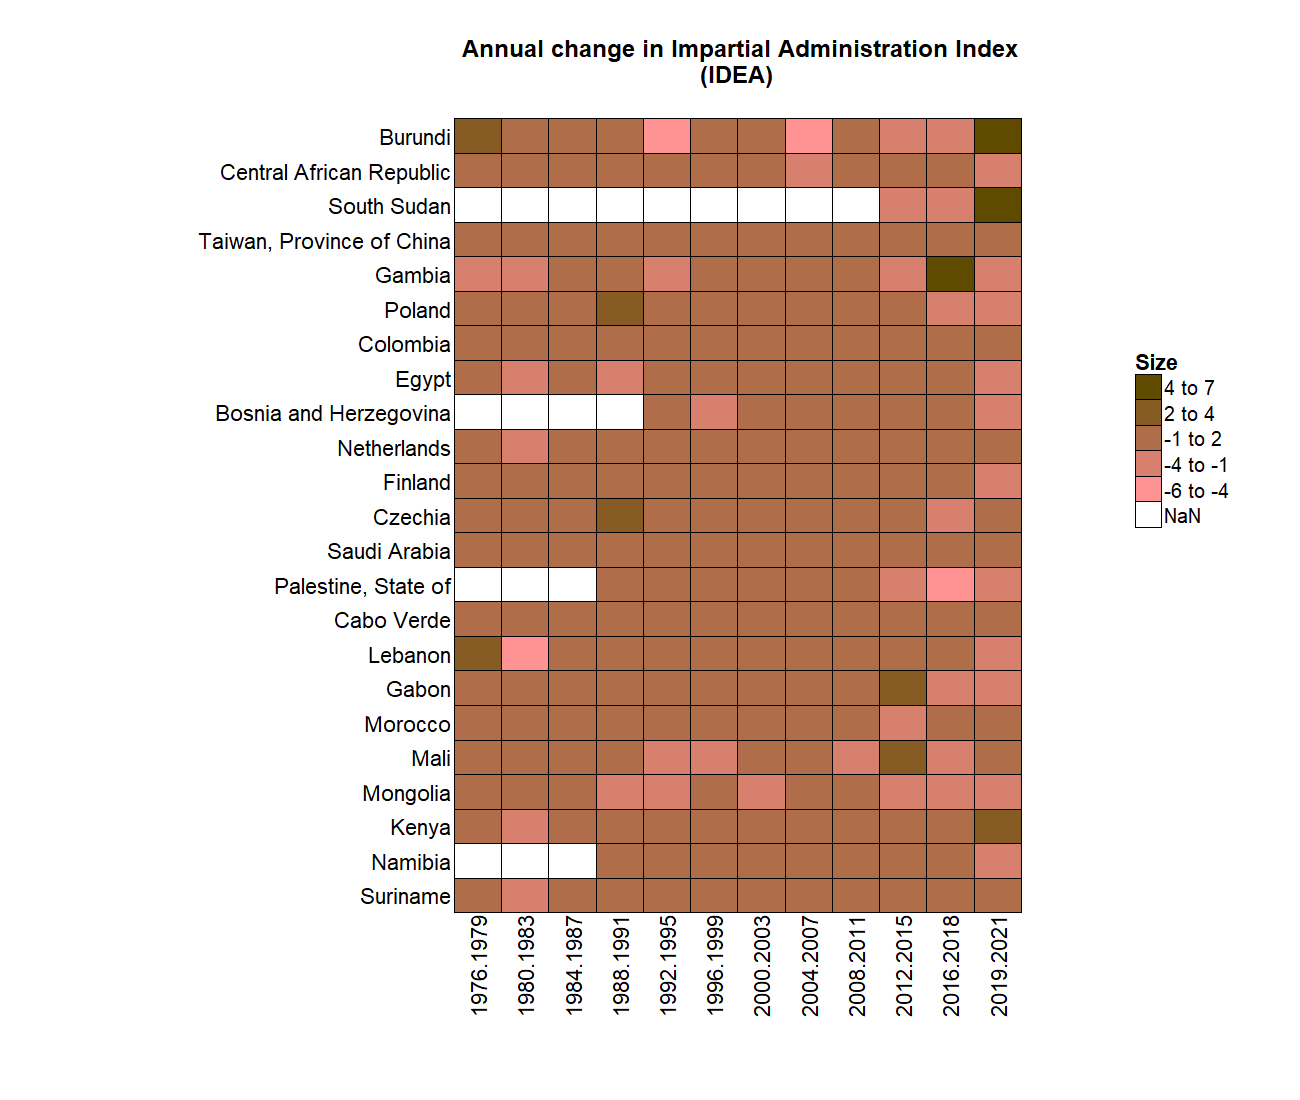 Annual change in Impartial Administration Index
(IDEA)
Burundi
Central African Republic
South Sudan
Taiwan, Province of China
Gambia
Poland
Colombia
Egypt
Bosnia and Herzegovina
Netherlands
Finland
Czechia
Saudi Arabia
Palestine, State of
Cabo Verde
Lebanon
Gabon
Morocco
Mali
Mongolia
Kenya
Namibia
Suriname
1976.1979
1980.1983
1984.1987
1988.1991
1992.1995
1996.1999
2000.2003
2004.2007
2008.2011
2012.2015
2016.2018
2019.2021
Size
4 to 7
2 to 4
-1 to 2
-4 to -1
-6 to -4
NaN